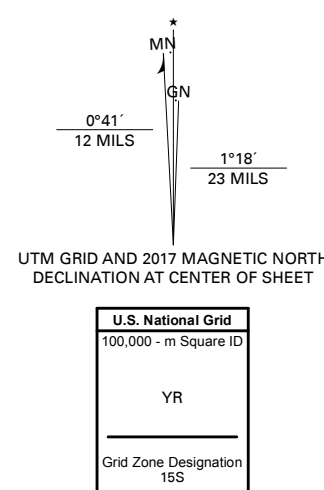 ★
MN
GN
0°41´
12 MILS
1°18´
23 MILS
UTM GRID AND 2017 MAGNETIC NORTH
DECLINATION AT CENTER OF SHEET
U.S. National Grid
100,000 - m Square ID
YR
Grid Zone Designation
15S